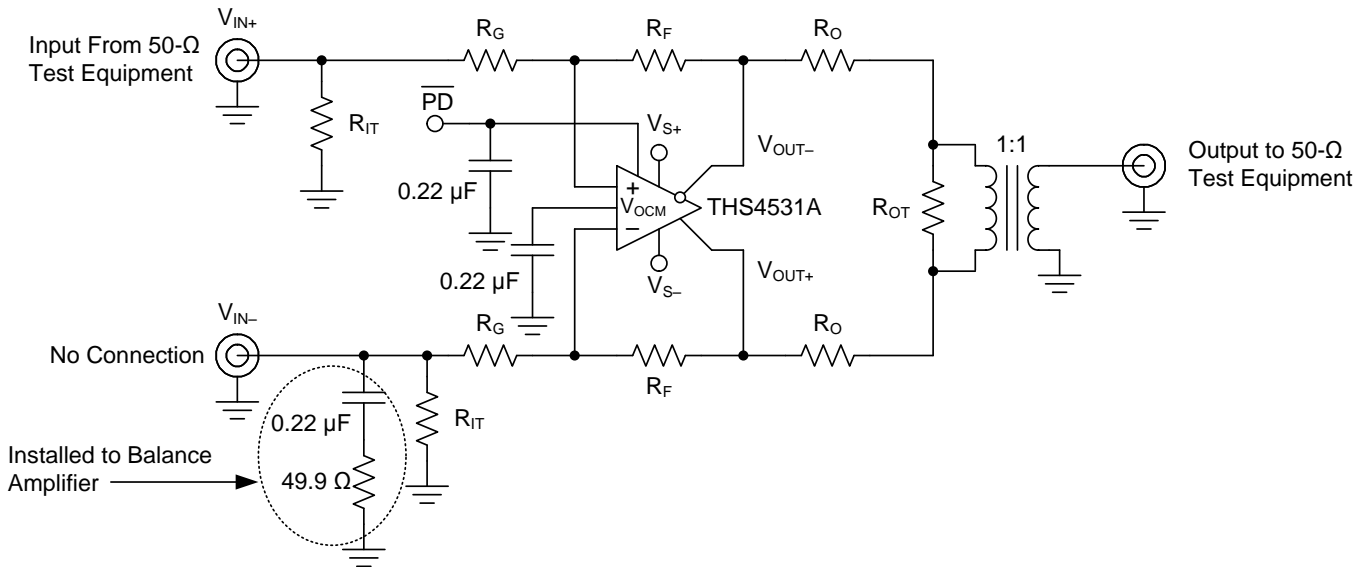 V_IN+
Input From 50-Ω
Test Equipment
R_G
R_F
R_O
R_IT
PD
V_S+
V_OUT–
1:1
Output to 50-Ω
Test Equipment
0.22 µF
+
V_OCM
−
THS4531A
R_OT
0.22 µF
V_S–
V_OUT+
V_IN–
No Connection
R_G
R_F
R_O
0.22 µF
R_IT
Installed to Balance
Amplifier
49.9 Ω